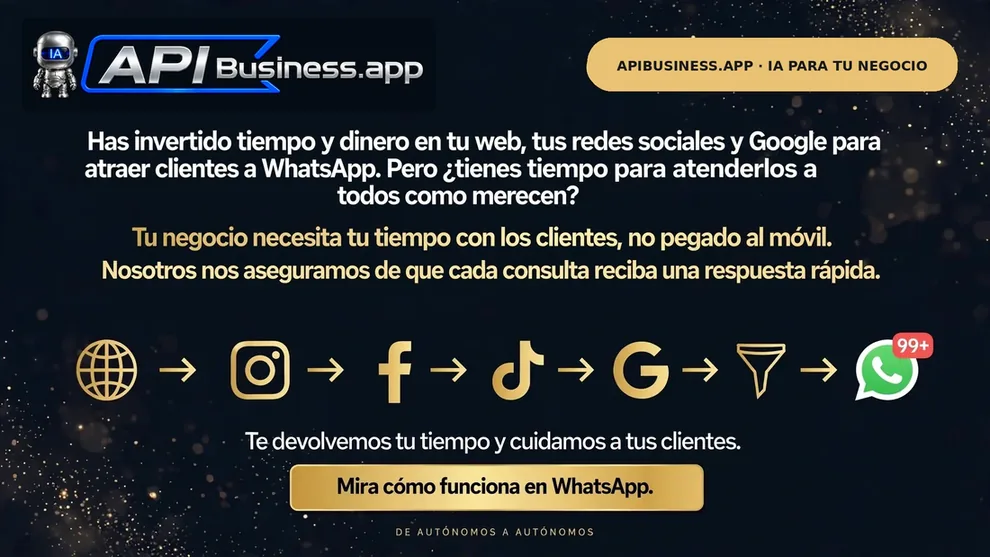 IA
API Business.app
APIBUSINESS.APP · IA PARA TU NEGOCIO
Has invertido tiempo y dinero en tu web, tus redes sociales y Google para
atraer clientes a WhatsApp. Pero ¿tienes tiempo para atenderlos a
todos como merecen?
Tu negocio necesita tu tiempo con los clientes, no pegado al móvil.
Nosotros nos aseguramos de que cada consulta reciba una respuesta rápida.
99+
Te devolvemos tu tiempo y cuidamos a tus clientes.
Mira cómo funciona en WhatsApp.
DE AUTÓNOMOS A AUTÓNOMOS